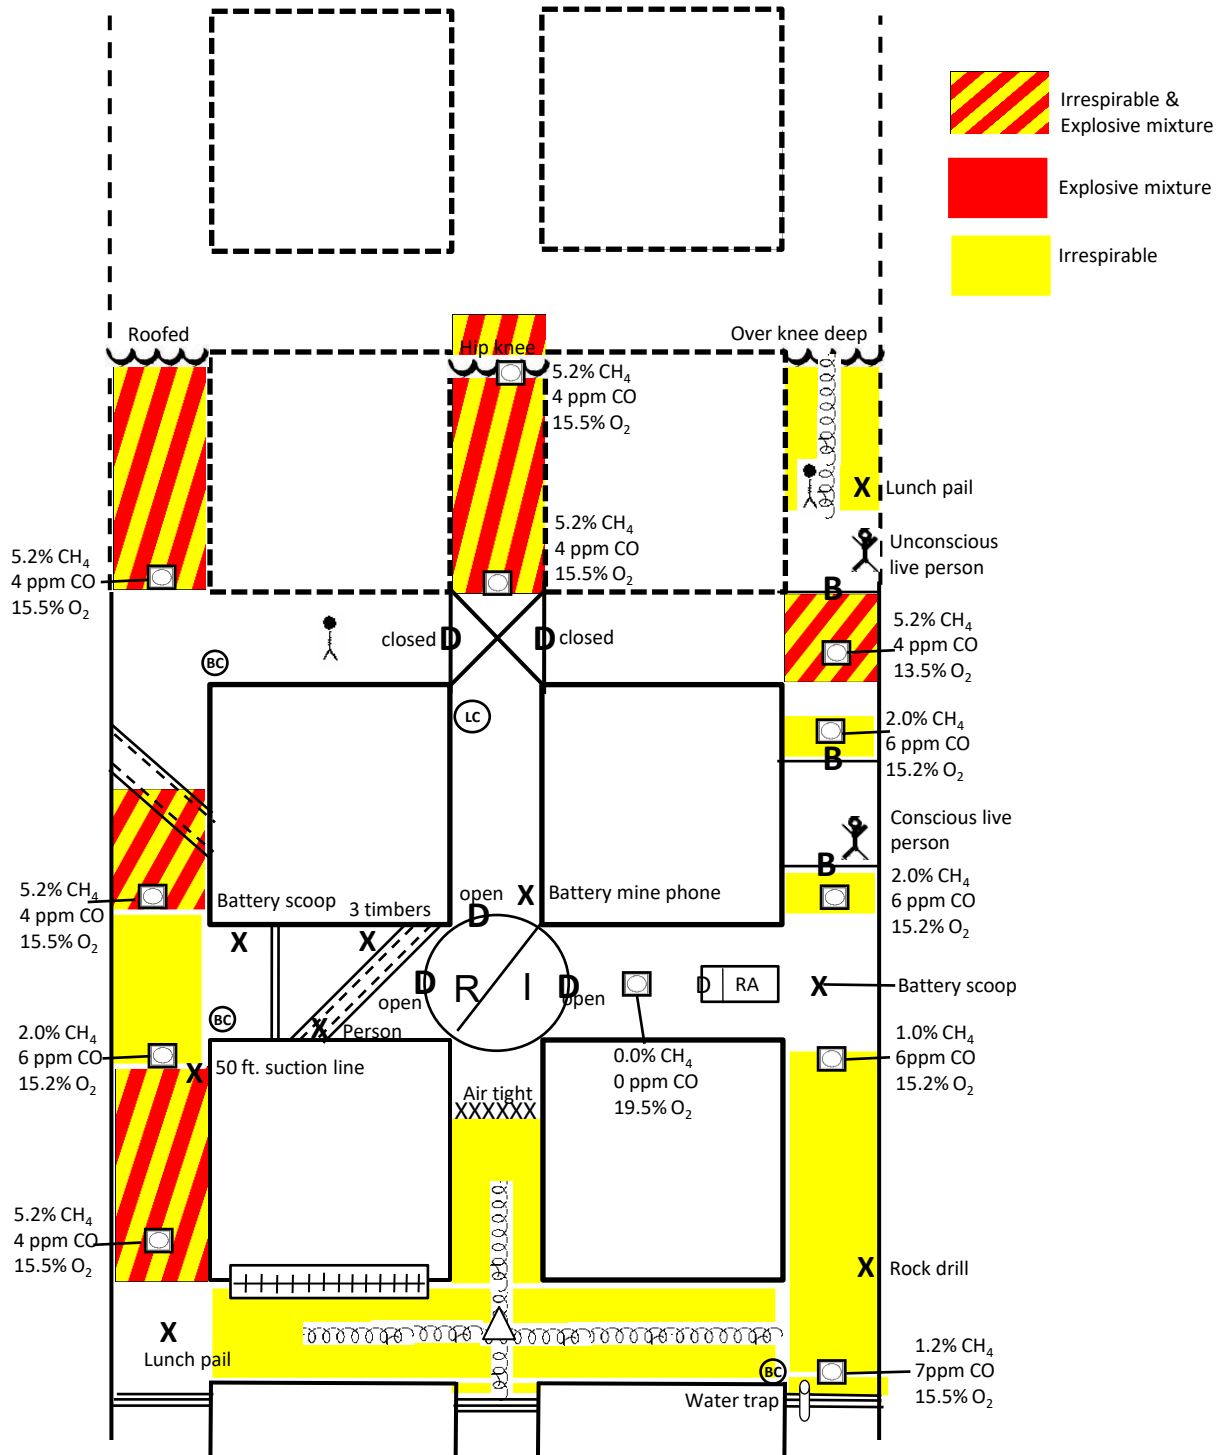 Irrespirable &
Explosive mixture
Explosive mixture
Irrespirable
Roofed
Hip knee
Over knee deep
5.2% CH₄
4 ppm CO
15.5% O₂
X Lunch pail
5.2% CH₄
4 ppm CO
15.5% O₂
Unconscious
live person
5.2% CH₄
4 ppm CO
15.5% O₂
B
5.2% CH₄
4 ppm CO
13.5% O₂
closed D
D closed
BC
LC
2.0% CH₄
6 ppm CO
15.2% O₂
B
Conscious live
person
B
2.0% CH₄
6 ppm CO
15.2% O₂
5.2% CH₄
4 ppm CO
15.5% O₂
Battery scoop
X
3 timbers
X
open
D
X Battery mine phone
D
open
R I
D
open
D RA
X Battery scoop
BC
X Person
0.0% CH₄
0 ppm CO
19.5% O₂
1.0% CH₄
6ppm CO
15.2% O₂
2.0% CH₄
6 ppm CO
15.2% O₂
X 50 ft. suction line
Air tight
XXXXXX
5.2% CH₄
4 ppm CO
15.5% O₂
X Rock drill
X
Lunch pail
BC
Water trap
1.2% CH₄
7ppm CO
15.5% O₂